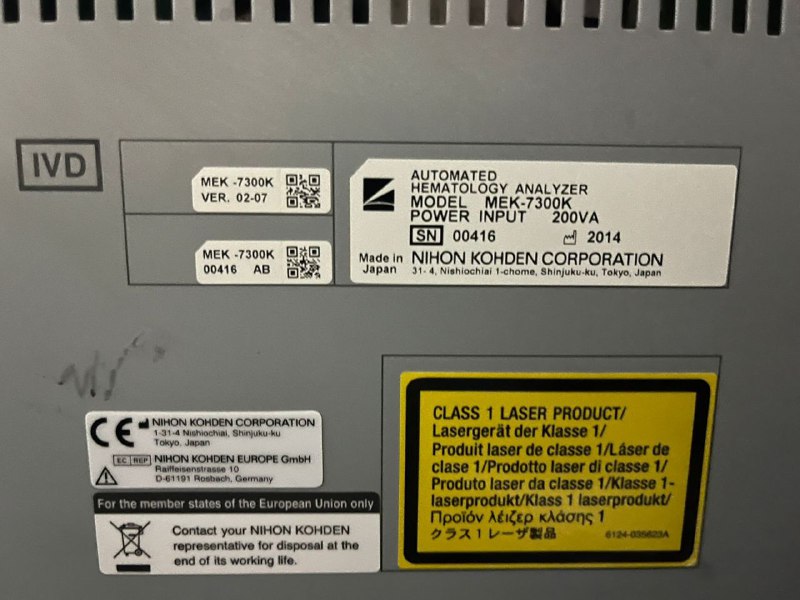 IVD
MEK -7300K
VER. 02-07
MEK -7300K
00416 AB
AUTOMATED
HEMATOLOGY ANALYZER
MODEL MEK-7300K
POWER INPUT 200VA
SN 00416 2014
Made in Japan
NIHON KOHDEN CORPORATION
31- 4, Nishiochiai 1-chome, Shinjuku-ku, Tokyo, Japan
CE NIHON KOHDEN CORPORATION
1-31-4 Nishiochiai, Shinjuku-ku
Tokyo, Japan
EC REP NIHON KOHDEN EUROPE GmbH
Raiffeisenstrasse 10
D-61191 Rosbach, Germany
For the member states of the European Union only
Contact your NIHON KOHDEN
representative for disposal at the
end of its working life.
CLASS 1 LASER PRODUCT/
Lasergerät der Klasse 1/
Produit laser de classe 1/Láser de
clase 1/Prodotto laser di classe 1/
Produto laser da classe 1/Klasse 1-
laserprodukt/Klass 1 laserprodukt/
Προϊόν λέιζερ κλάσης 1
クラス1レーザ製品 6124-035623A